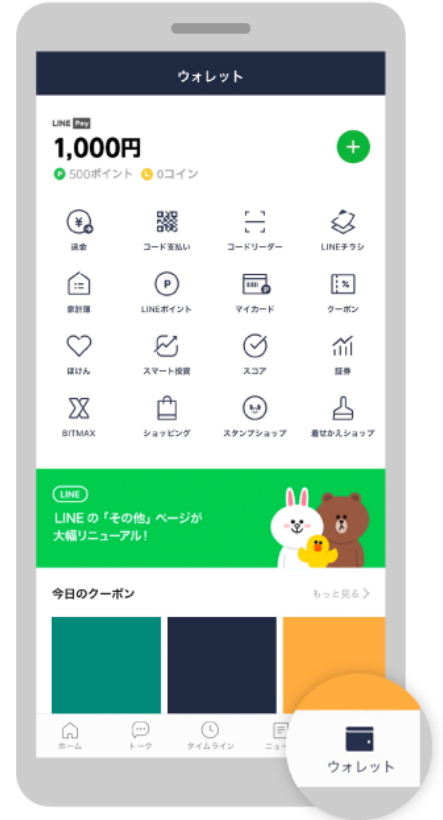 ウォレット
LINE Pay
1,000円
P 500ポイント 0コイン
送金 コード支払い コードリーダー LINEチラシ
家計簿 LINEポイント マイカード クーポン
ほけん スマート投資 スコア 証券
BITMAX ショッピング スタンプショップ 着せかえショップ
LINE
LINE の「その他」ページが
大幅リニューアル!
今日のクーポン もっと見る
ホーム トーク タイムライン ニュー
ウォレット